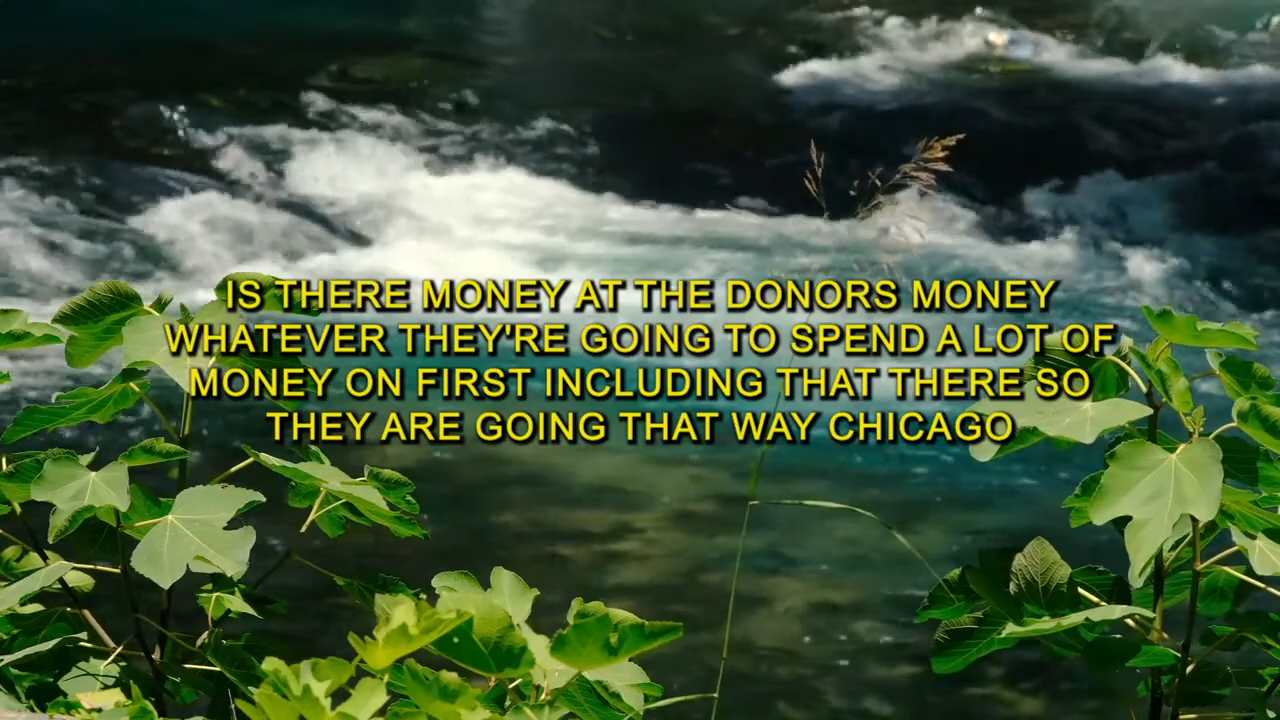 IS THERE MONEY AT THE DONORS MONEY
WHATEVER THEY'RE GOING TO SPEND A LOT OF
MONEY ON FIRST INCLUDING THAT THERE SO
THEY ARE GOING THAT WAY CHICAGO